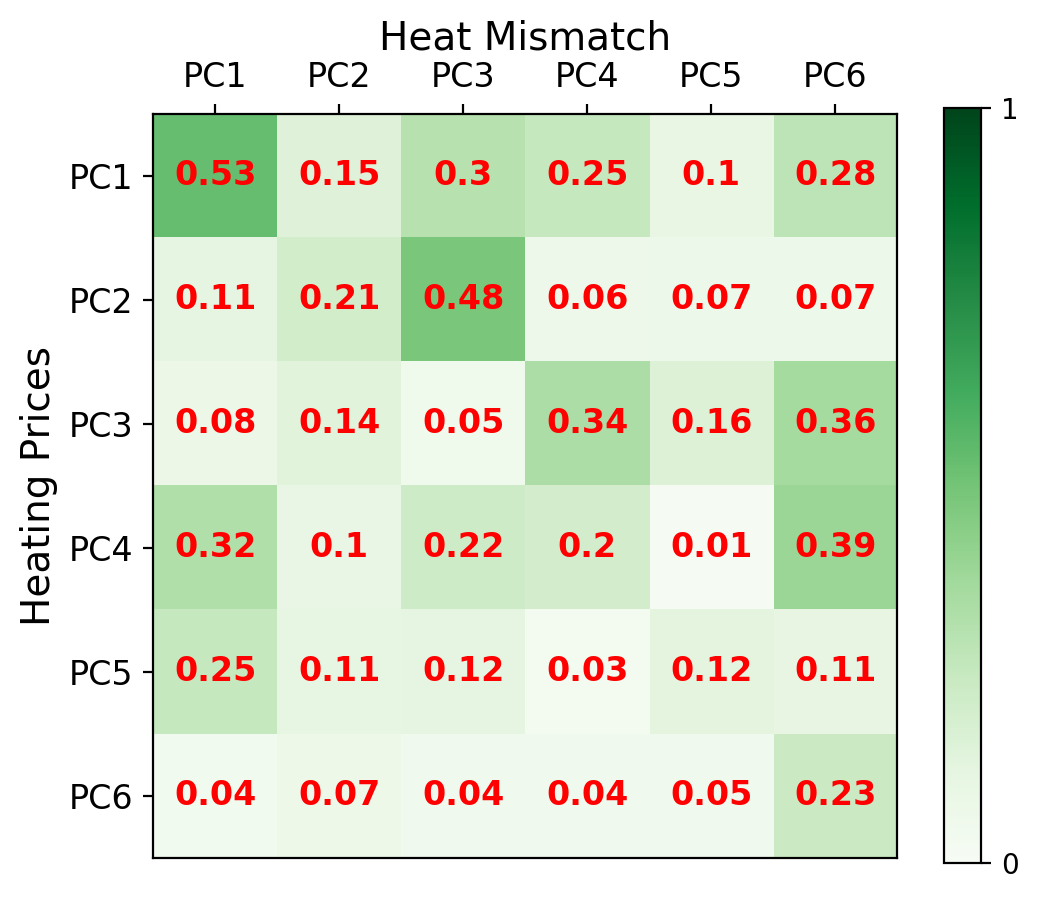 Heat Mismatch
PC1 PC2 PC3 PC4 PC5 PC6
1
PC1 0.53 0.15 0.3 0.25 0.1 0.28
PC2 0.11 0.21 0.48 0.06 0.07 0.07
Heating Prices
PC3 0.08 0.14 0.05 0.34 0.16 0.36
PC4 0.32 0.1 0.22 0.2 0.01 0.39
PC5 0.25 0.11 0.12 0.03 0.12 0.11
PC6 0.04 0.07 0.04 0.04 0.05 0.23
0